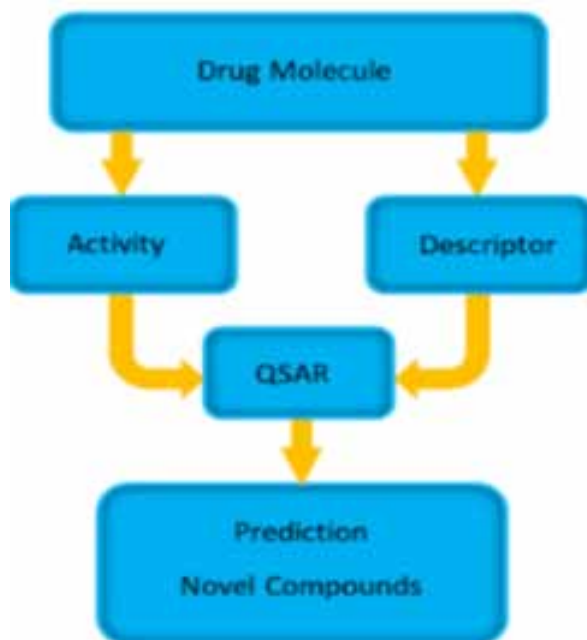 Drug Molecule
Activity
Descriptor
QSAR
Prediction
Novel Compounds